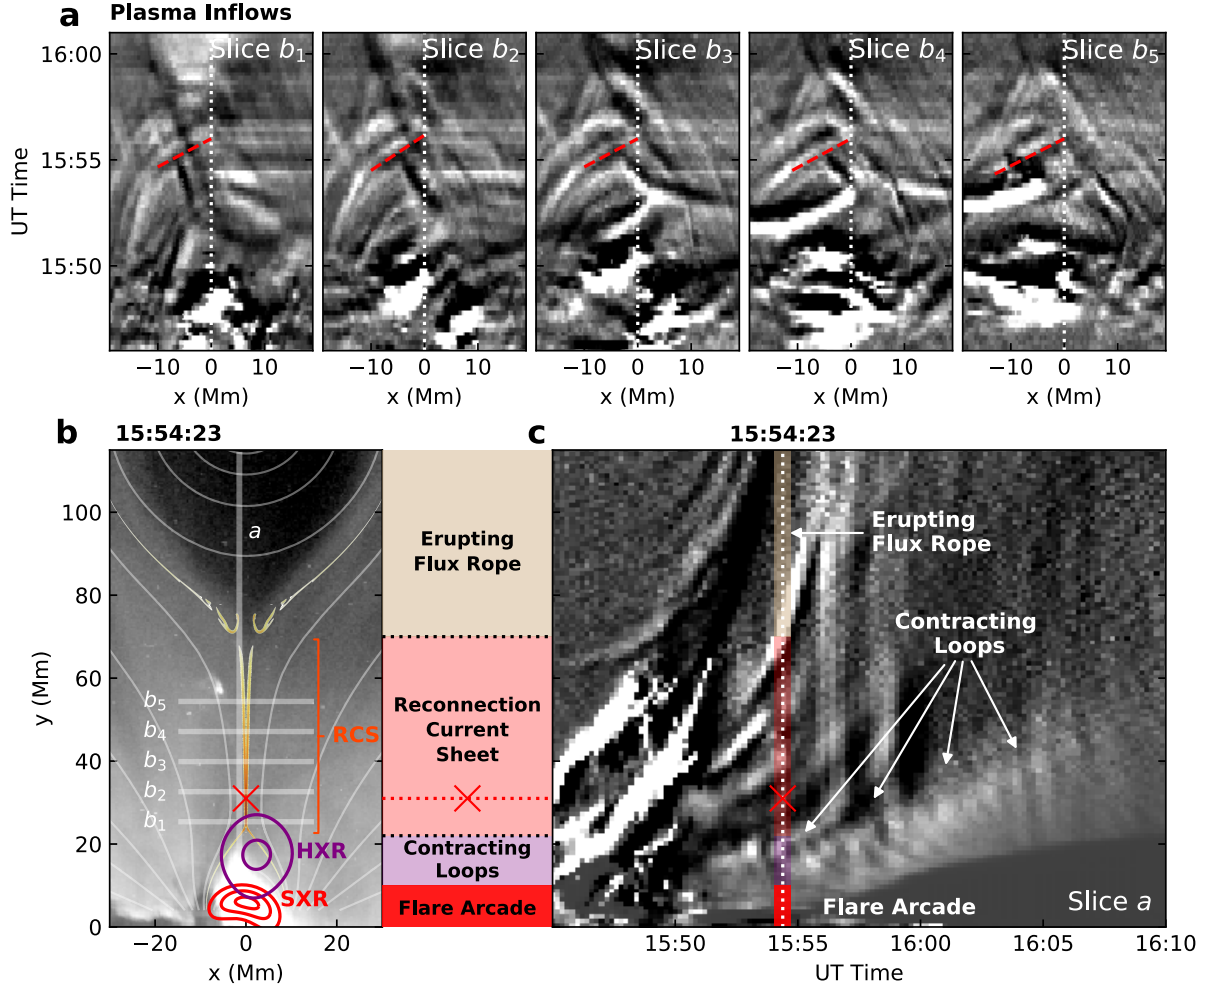 a Plasma Inflows
Slice b₁ Slice b₂ Slice b₃ Slice b₄ Slice b₅
16:00
15:55
15:50
UT Time
−10 0 10 −10 0 10 −10 0 10 −10 0 10 −10 0 10
x (Mm) x (Mm) x (Mm) x (Mm) x (Mm)
b 15:54:23
a
b₅
b₄
b₃
b₂
b₁
RCS
HXR
SXR
100
80
60
40
20
0
y (Mm)
−20 0 20
x (Mm)
Erupting
Flux Rope
Reconnection
Current
Sheet
Contracting
Loops
Flare Arcade
c 15:54:23
Erupting
Flux Rope
Contracting
Loops
Flare Arcade
Slice a
15:50 15:55 16:00 16:05 16:10
UT Time